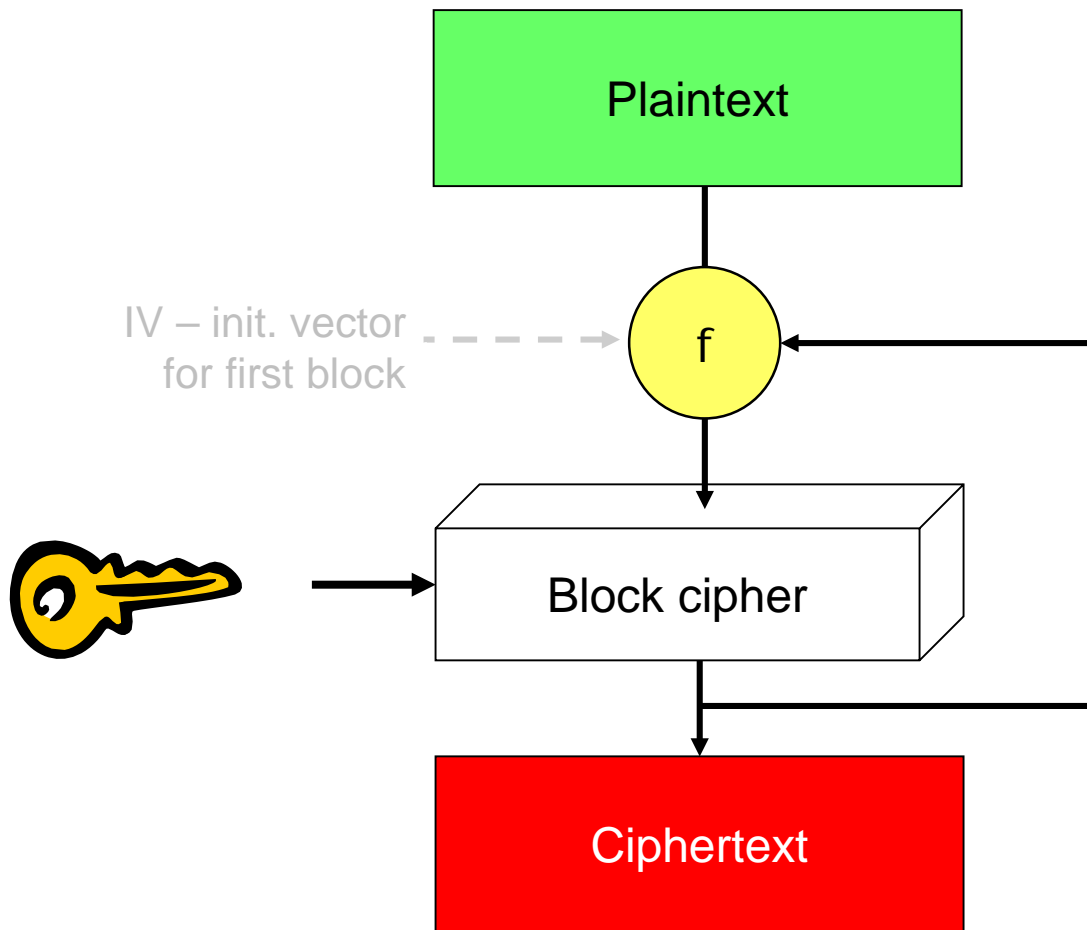 Plaintext
IV – init. vector
for first block
f
Block cipher
Ciphertext